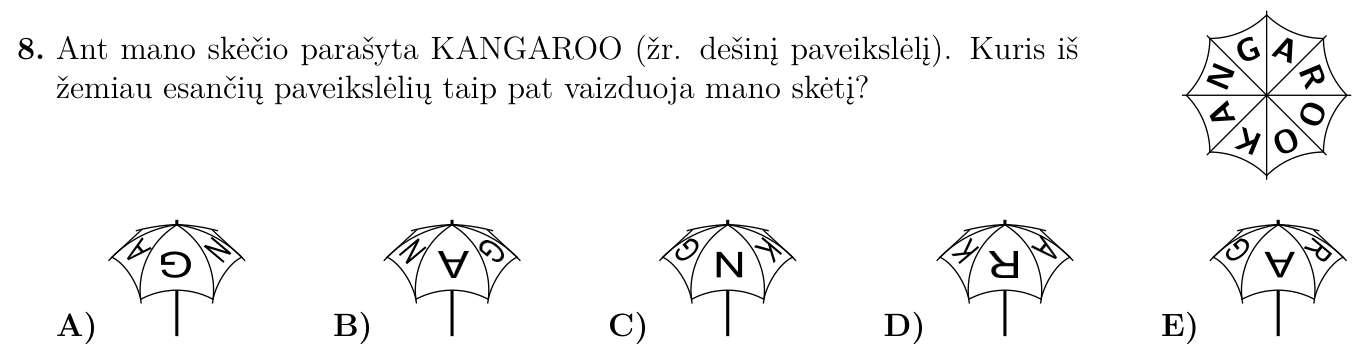 8. Ant mano skėčio parašyta KANGAROO (žr. dešinį paveikslėlį). Kuris iš
žemiau esančių paveikslėlių taip pat vaizduoja mano skėtį?
K A N G A R O O
A) A G N
B) N A G
C) G N K
D) K R A
E) G A R